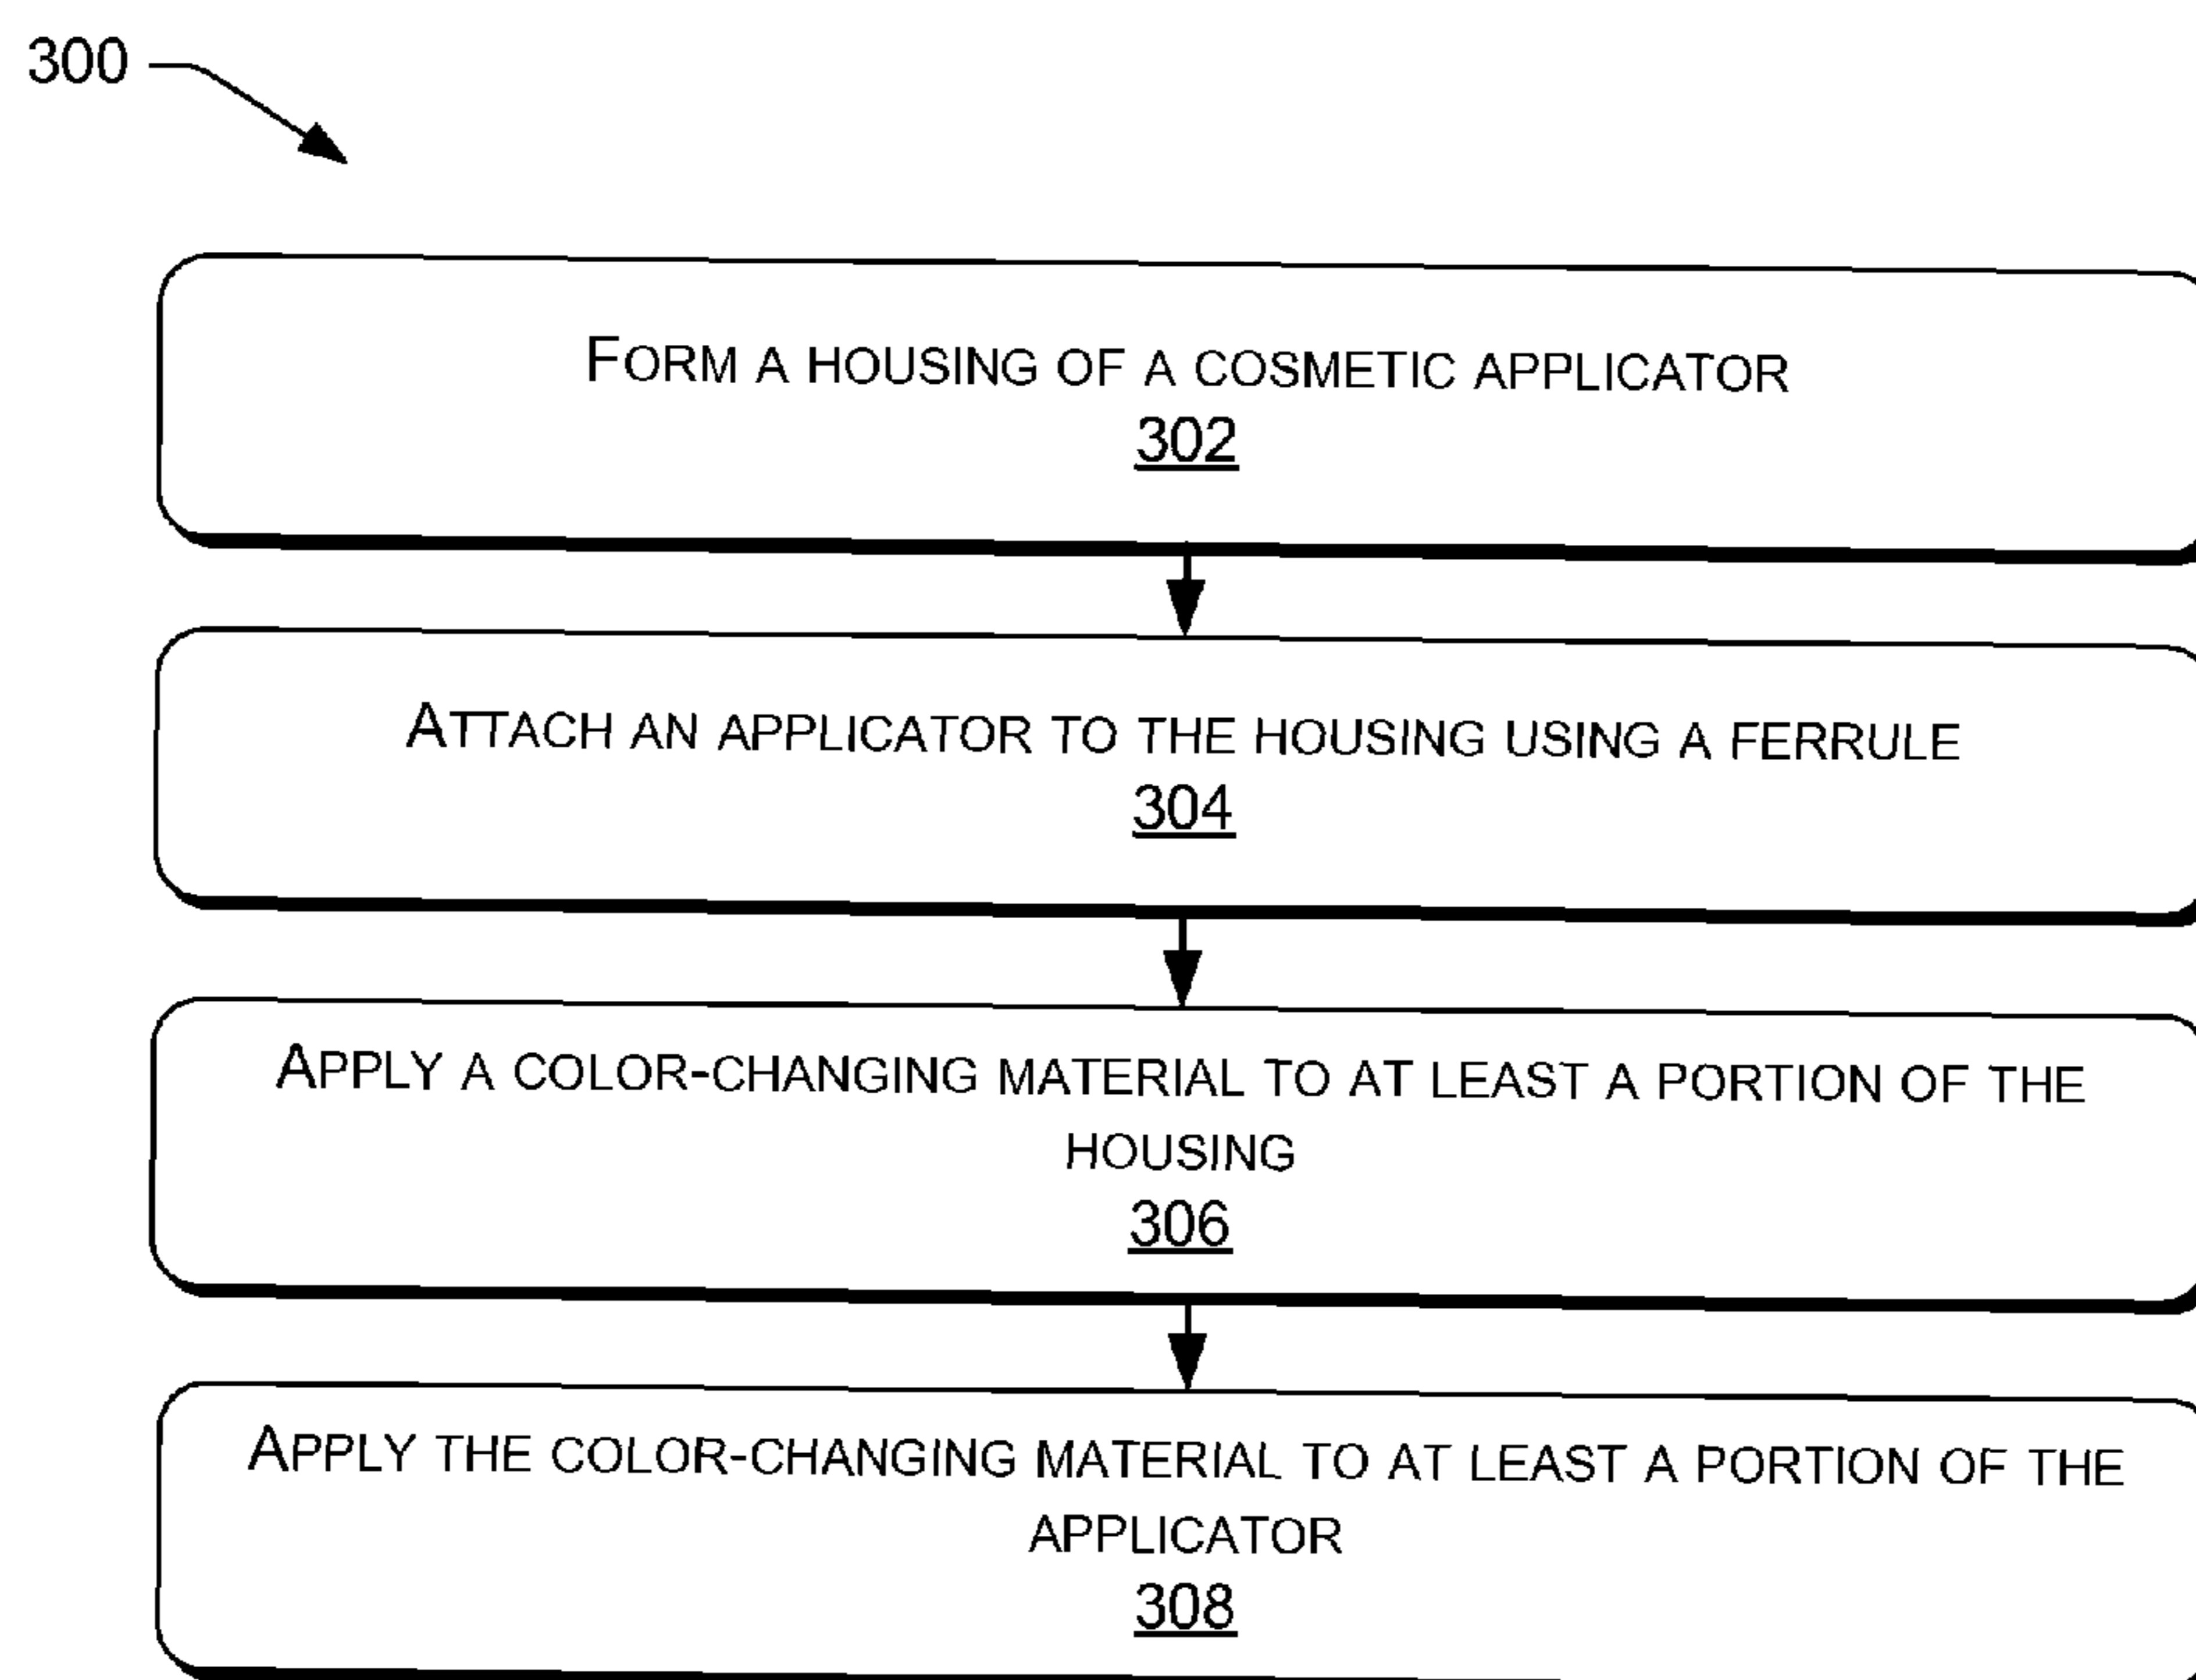 300
FORM A HOUSING OF A COSMETIC APPLICATOR
302
ATTACH AN APPLICATOR TO THE HOUSING USING A FERRULE
304
APPLY A COLOR-CHANGING MATERIAL TO AT LEAST A PORTION OF THE
HOUSING
306
APPLY THE COLOR-CHANGING MATERIAL TO AT LEAST A PORTION OF THE
APPLICATOR
308